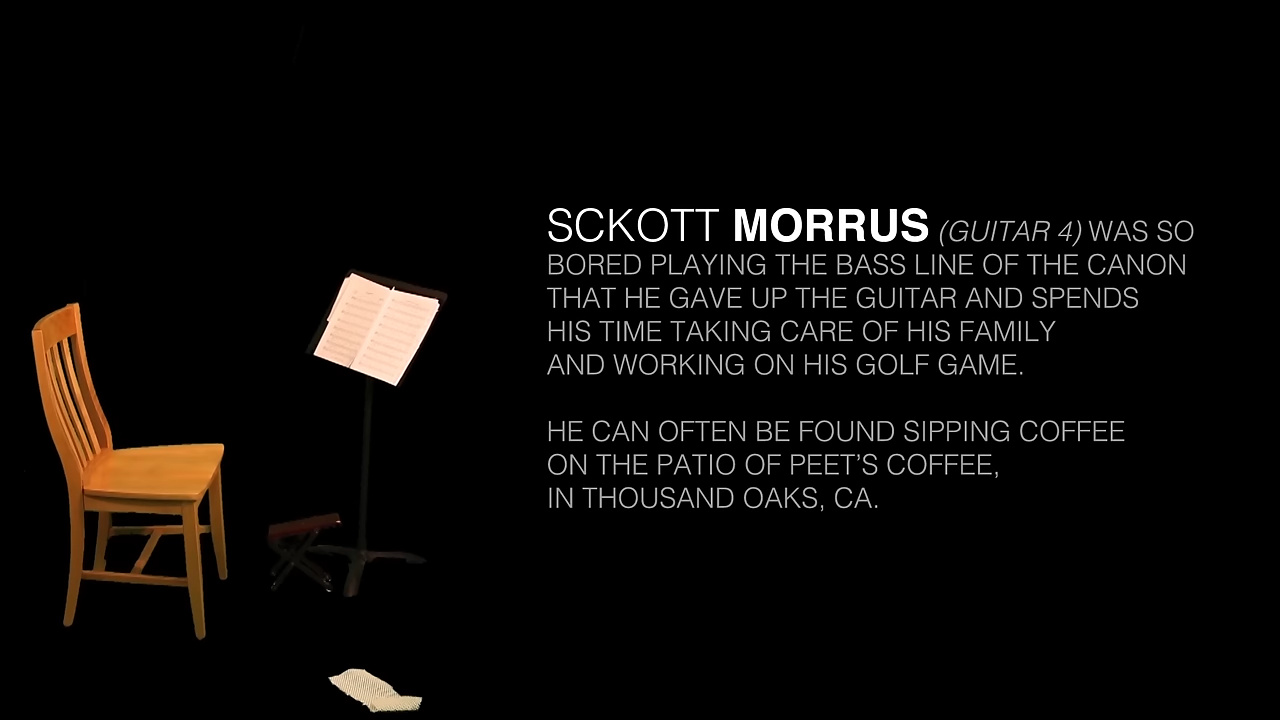 SCKOTT MORRUS (GUITAR 4) WAS SO
BORED PLAYING THE BASS LINE OF THE CANON
THAT HE GAVE UP THE GUITAR AND SPENDS
HIS TIME TAKING CARE OF HIS FAMILY
AND WORKING ON HIS GOLF GAME.
HE CAN OFTEN BE FOUND SIPPING COFFEE
ON THE PATIO OF PEET’S COFFEE,
IN THOUSAND OAKS, CA.